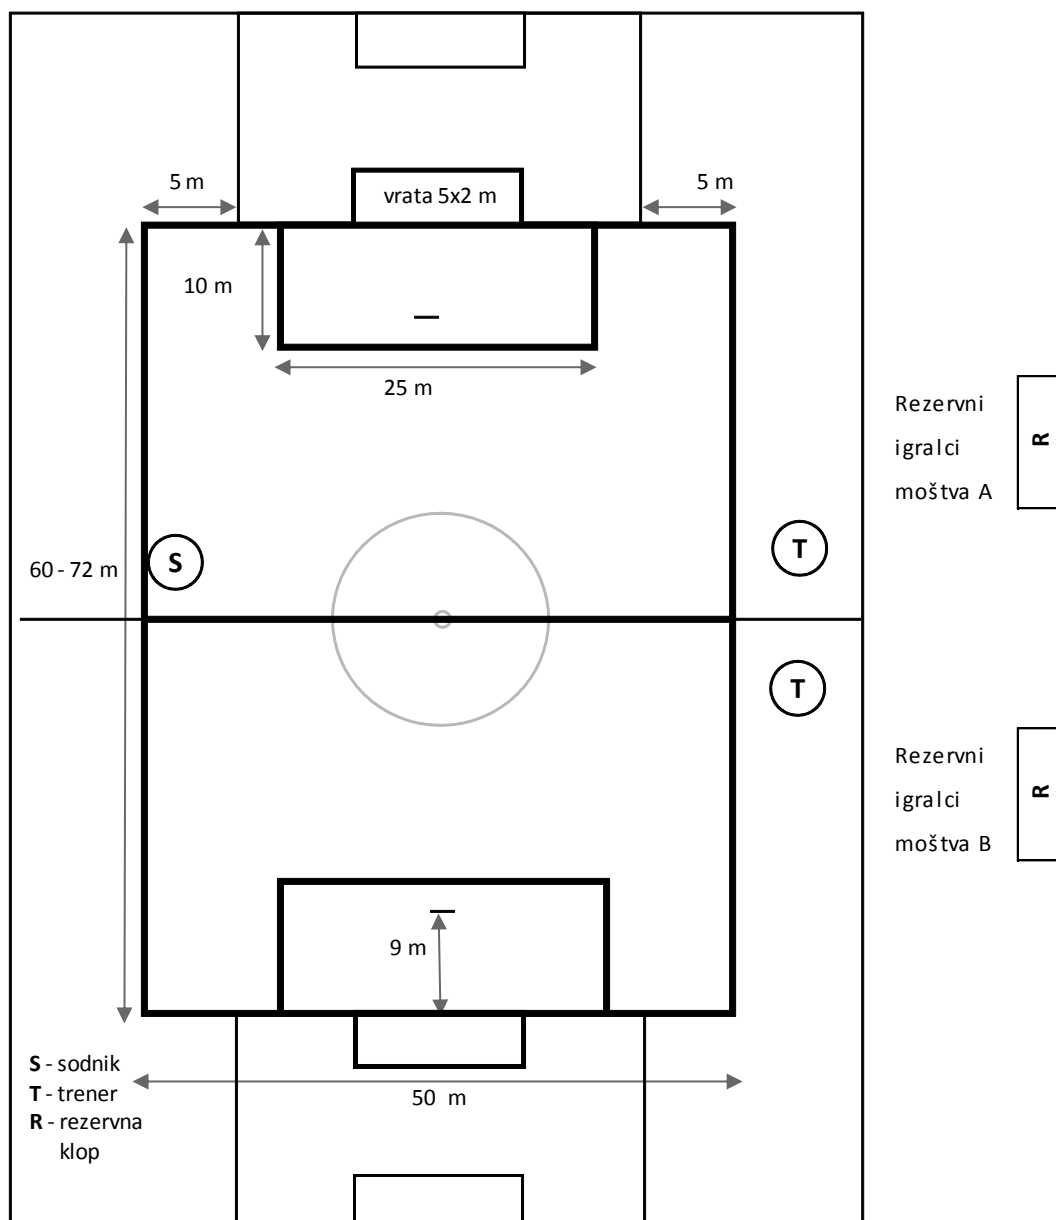 5 m
5 m
vrata 5x2 m
10 m
25 m
Rezervni
igralci
moštva A
R
S
T
60 - 72 m
T
Rezervni
igralci
moštva B
R
9 m
S - sodnik
T - trener
R - rezervna
klop
50 m